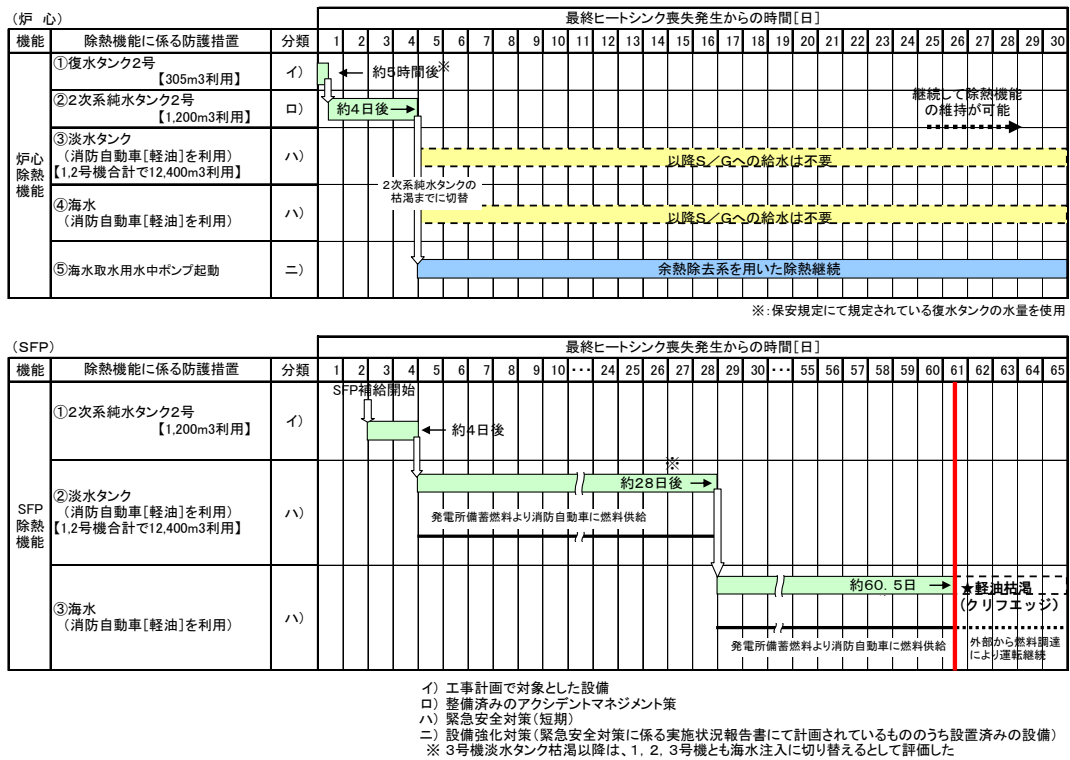 （炉　心）
最終ヒートシンク喪失発生からの時間［日］
機能　除熱機能に係る防護措置　分類　1　2　3　4　5　6　7　8　9　10　11　12　13　14　15　16　17　18　19　20　21　22　23　24　25　26　27　28　29　30
炉心
除熱
機能
①復水タンク２号
【305m3利用】
イ）
約５時間後※
②２次系純水タンク２号
【1,200m3利用】
ロ）
約4日後
継続して除熱機能
の維持が可能
③淡水タンク
（消防自動車［軽油］を利用）
【1,2号機合計で12,400m3利用】
ハ）
以降Ｓ／Ｇへの給水は不要
２次系純水タンクの
枯渇までに切替
④海水
（消防自動車［軽油］を利用）
ハ）
以降Ｓ／Ｇへの給水は不要
⑤海水取水用水中ポンプ起動
ニ）
余熱除去系を用いた除熱継続
※：保安規定にて規定されている復水タンクの水量を使用
（SFP）
最終ヒートシンク喪失発生からの時間［日］
機能　除熱機能に係る防護措置　分類　1　2　3　4　5　6　7　8　9　10　･･･　24　25　26　27　28　29　30　･･･　55　56　57　58　59　60　61　62　63　64　65
SFP
除熱
機能
SFP補給開始
①２次系純水タンク２号
【1,200m3利用】
イ）
約4日後
②淡水タンク
（消防自動車［軽油］を利用）
【1,2号機合計で12,400m3利用】
ハ）
※
約28日後
発電所備蓄燃料より消防自動車に燃料供給
③海水
（消防自動車［軽油］を利用）
ハ）
約60．5日
★軽油枯渇
（クリフエッジ）
発電所備蓄燃料より消防自動車に燃料供給
外部から燃料調達
により運転継続
イ）工事計画で対象とした設備
ロ）整備済みのアクシデントマネジメント策
ハ）緊急安全対策（短期）
ニ）設備強化対策（緊急安全対策に係る実施状況報告書にて計画されているもののうち設置済みの設備）
※ ３号機淡水タンク枯渇以降は、１，２，３号機とも海水注入に切り替えるとして評価した